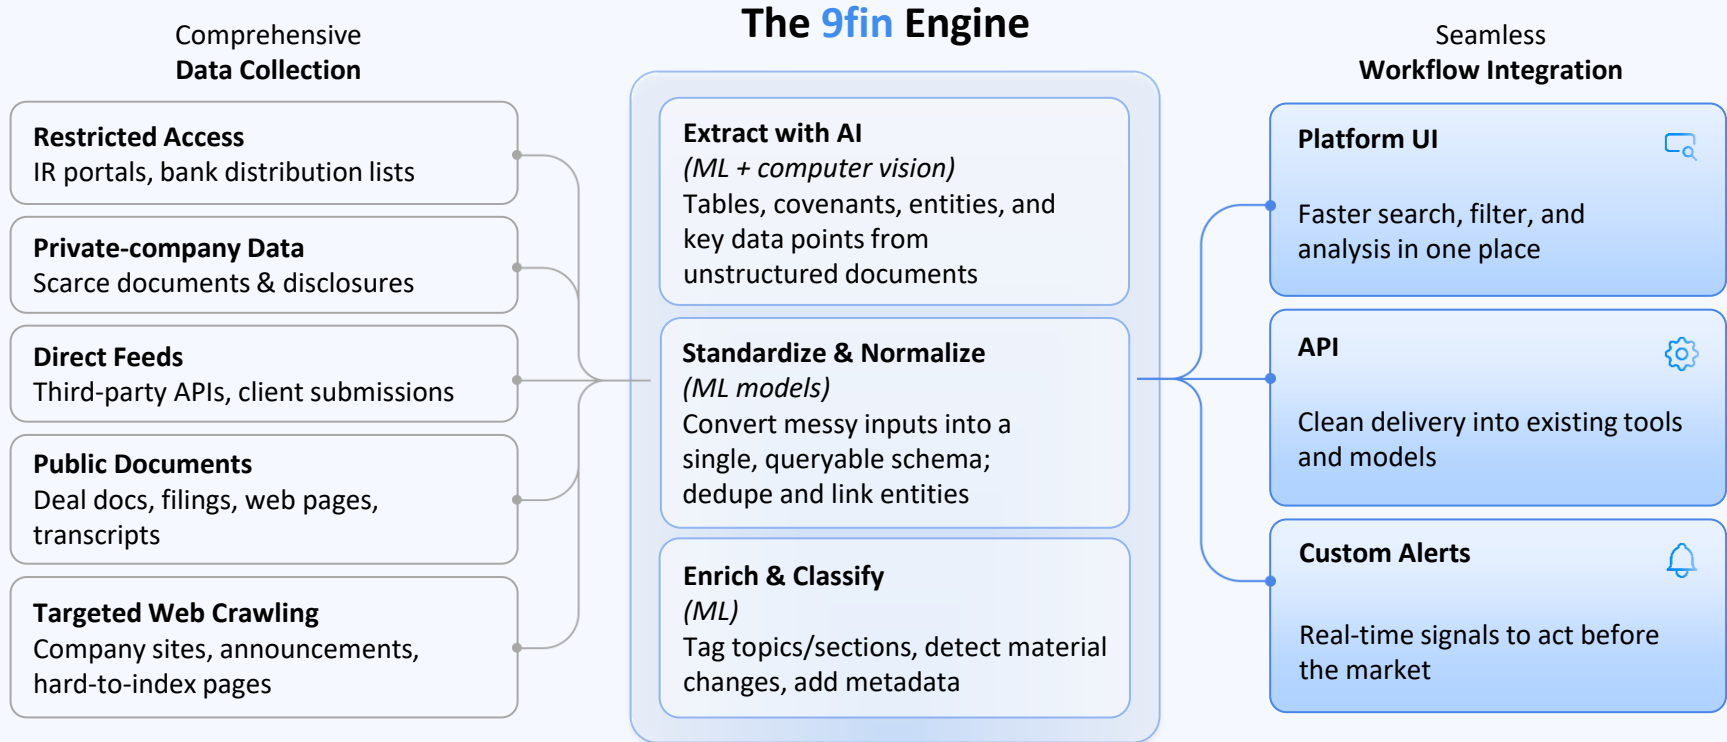 Comprehensive
Data Collection
Restricted Access
IR portals, bank distribution lists
Private-company Data
Scarce documents & disclosures
Direct Feeds
Third-party APIs, client submissions
Public Documents
Deal docs, filings, web pages,
transcripts
Targeted Web Crawling
Company sites, announcements,
hard-to-index pages
The 9fin Engine
Extract with AI
(ML + computer vision)
Tables, covenants, entities, and
key data points from
unstructured documents
Standardize & Normalize
(ML models)
Convert messy inputs into a
single, queryable schema;
dedupe and link entities
Enrich & Classify
(ML)
Tag topics/sections, detect material
changes, add metadata
Seamless
Workflow Integration
Platform UI
Faster search, filter, and
analysis in one place
API
Clean delivery into existing tools
and models
Custom Alerts
Real-time signals to act before
the market